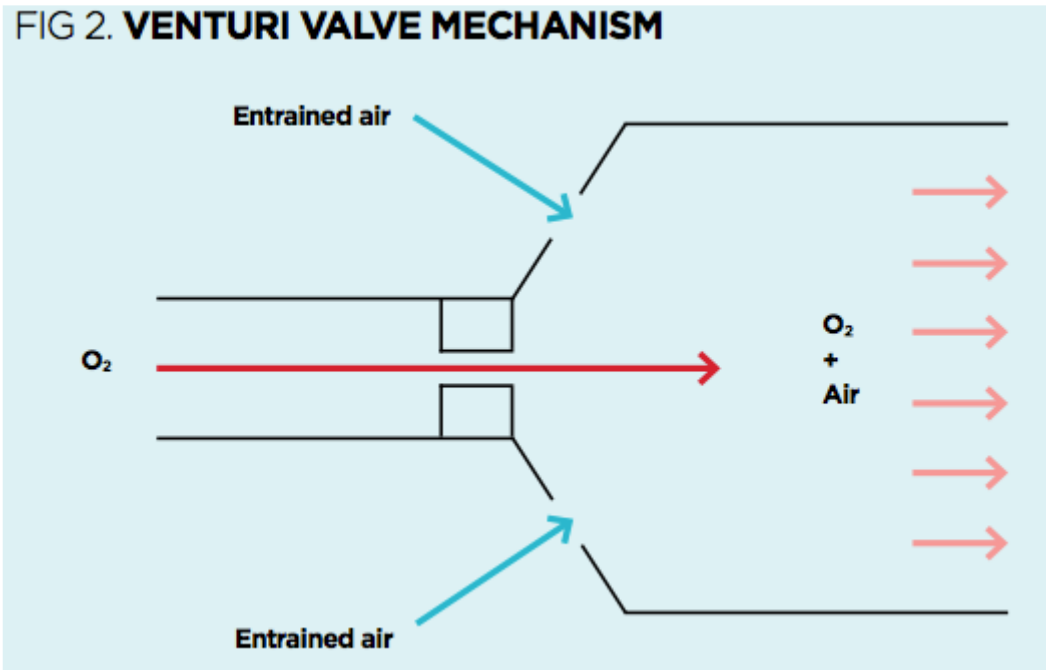 FIG 2. VENTURI VALVE MECHANISM
Entrained air
O₂
O₂
+
Air
Entrained air